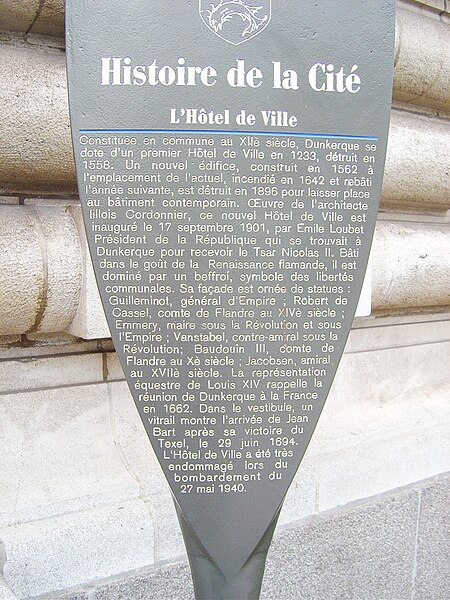 Histoire de la Cité
L'Hôtel de Ville
Constituée en commune au XIIè siècle, Dunkerque se
dote d'un premier Hôtel de Ville en 1233, détruit en
1558. Un nouvel édifice, construit en 1562 à
l'emplacement de l'actuel, incendié en 1642 et rebâti
l'année suivante, est détruit en 1896 pour laisser place
au bâtiment contemporain. Œuvre de l'architecte
lillois Cordonnier, ce nouvel Hôtel de Ville est
inauguré le 17 septembre 1901, par Emile Loubet
Président de la République qui se trouvait à
Dunkerque pour recevoir le Tsar Nicolas II. Bâti
dans le goût de la Renaissance flamande, il est
dominé par un beffroi, symbole des libertés
communales. Sa façade est ornée de statues :
Guilleminot, général d'Empire ; Robert de
Cassel, comte de Flandre au XIVè siècle ;
Emmery, maire sous la Révolution et sous
l'Empire ; Vanstabel, contre-amiral sous la
Révolution; Baudouin III, comte de
Flandre au Xè siècle ; Jacobsen, amiral
au XVIIè siècle. La représentation
équestre de Louis XIV rappelle la
réunion de Dunkerque à la France
en 1662. Dans le vestibule, un
vitrail montre l'arrivée de Jean
Bart après sa victoire du
Texel, le 29 juin 1694.
L'Hôtel de Ville a été très
endommagé lors du
bombardement du
27 mai 1940.